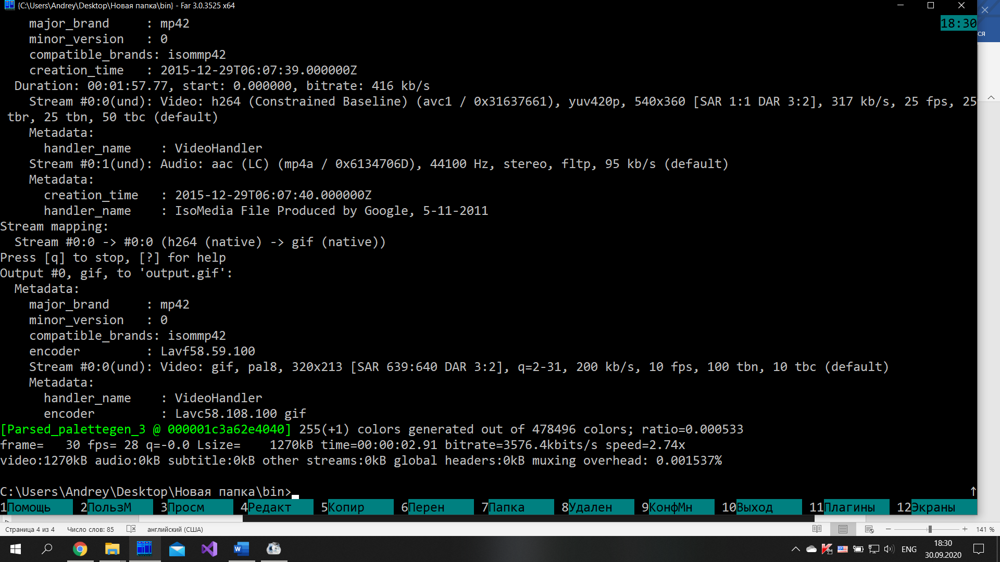 {C:\Users\Andrey\Desktop\Новая папка\bin} - Far 3.0.3525 x64
major_brand : mp42
18:30
ся
minor_version : 0
compatible_brands: isommp42
creation_time : 2015-12-29T06:07:39.000000Z
Duration: 00:01:57.77, start: 0.000000, bitrate: 416 kb/s
Stream #0:0(und): Video: h264 (Constrained Baseline) (avc1 / 0x31637661), yuv420p, 540x360 [SAR 1:1 DAR 3:2], 317 kb/s, 25 fps, 25
tbr, 25 tbn, 50 tbc (default)
Metadata:
handler_name : VideoHandler
Stream #0:1(und): Audio: aac (LC) (mp4a / 0x6134706D), 44100 Hz, stereo, fltp, 95 kb/s (default)
Metadata:
creation_time : 2015-12-29T06:07:40.000000Z
handler_name : IsoMedia File Produced by Google, 5-11-2011
Stream mapping:
Stream #0:0 -> #0:0 (h264 (native) -> gif (native))
Press [q] to stop, [?] for help
Output #0, gif, to 'output.gif':
Metadata:
major_brand : mp42
minor_version : 0
compatible_brands: isommp42
encoder : Lavf58.59.100
Stream #0:0(und): Video: gif, pal8, 320x213 [SAR 639:640 DAR 3:2], q=2-31, 200 kb/s, 10 fps, 100 tbn, 10 tbc (default)
Metadata:
handler_name : VideoHandler
encoder : Lavc58.108.100 gif
[Parsed_palettegen_3 @ 000001c3a62e4040] 255(+1) colors generated out of 478496 colors; ratio=0.000533
frame= 30 fps= 28 q=-0.0 Lsize= 1270kB time=00:00:02.91 bitrate=3576.4kbits/s speed=2.74x
video:1270kB audio:0kB subtitle:0kB other streams:0kB global headers:0kB muxing overhead: 0.001537%
C:\Users\Andrey\Desktop\Новая папка\bin>
1Помощь 2ПользМ 3Просм 4Редакт 5Копир 6Перен 7Папка 8Удален 9КонфМн 10Выход 11Плагины 12Экраны
Страница 4 из 4 Число слов: 85 английский (США) 141 %
ENG
18:30
30.09.2020